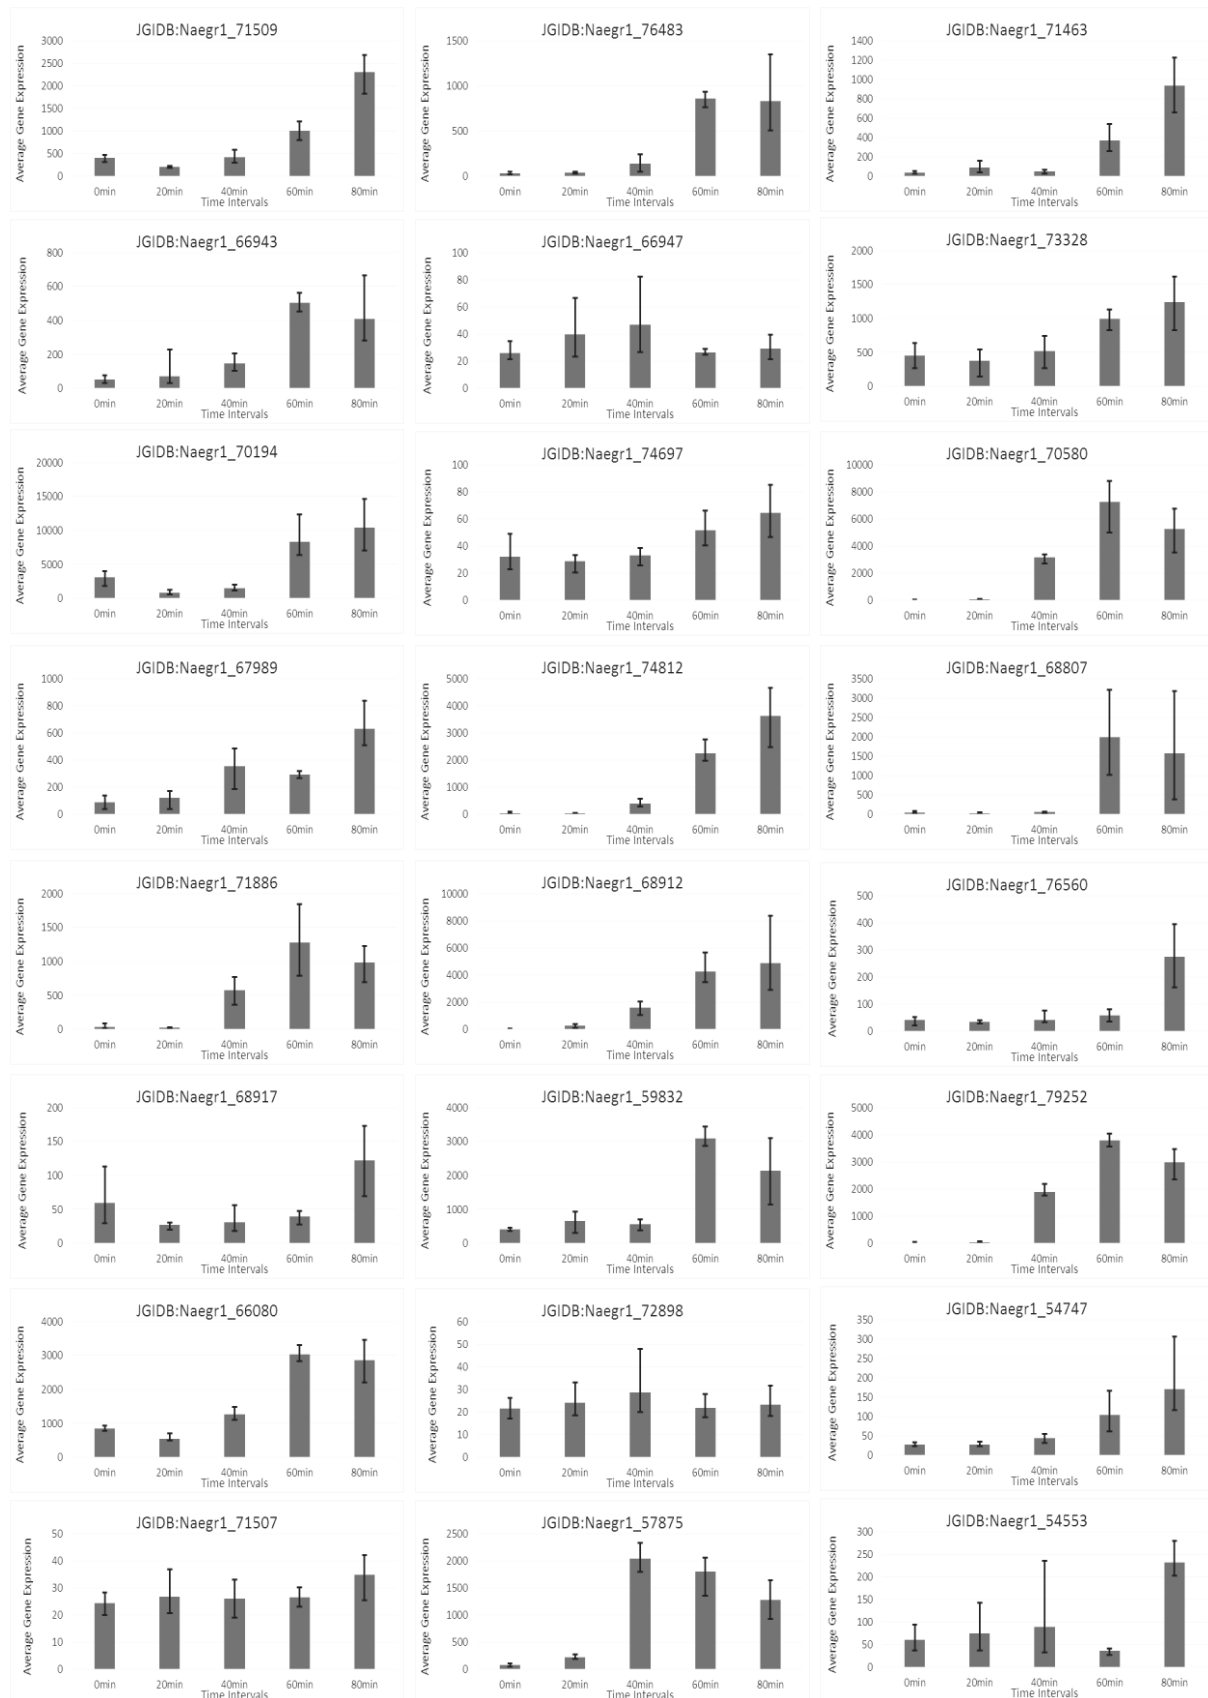 JGIDB:Naegr1_71509
Average Gene Expression
3000
2500
2000
1500
1000
500
0
0min 20min 40min 60min 80min
Time Intervals
JGIDB:Naegr1_76483
Average Gene Expression
1500
1000
500
0
0min 20min 40min 60min 80min
Time Intervals
JGIDB:Naegr1_71463
Average Gene Expression
1400
1200
1000
800
600
400
200
0
0min 20min 40min 60min 80min
Time Intervals
JGIDB:Naegr1_66943
Average Gene Expression
800
600
400
200
0
0min 20min 40min 60min 80min
Time Intervals
JGIDB:Naegr1_66947
Average Gene Expression
100
80
60
40
20
0
0min 20min 40min 60min 80min
Time Intervals
JGIDB:Naegr1_73328
Average Gene Expression
2000
1500
1000
500
0
0min 20min 40min 60min 80min
Time Intervals
JGIDB:Naegr1_70194
Average Gene Expression
20000
15000
10000
5000
0
0min 20min 40min 60min 80min
Time Intervals
JGIDB:Naegr1_74697
Average Gene Expression
100
80
60
40
20
0
0min 20min 40min 60min 80min
Time Intervals
JGIDB:Naegr1_70580
Average Gene Expression
10000
8000
6000
4000
2000
0
0min 20min 40min 60min 80min
Time Intervals
JGIDB:Naegr1_67989
Average Gene Expression
1000
800
600
400
200
0
0min 20min 40min 60min 80min
Time Intervals
JGIDB:Naegr1_74812
Average Gene Expression
5000
4000
3000
2000
1000
0
0min 20min 40min 60min 80min
Time Intervals
JGIDB:Naegr1_68807
Average Gene Expression
3500
3000
2500
2000
1500
1000
500
0
0min 20min 40min 60min 80min
Time Intervals
JGIDB:Naegr1_71886
Average Gene Expression
2000
1500
1000
500
0
0min 20min 40min 60min 80min
Time Intervals
JGIDB:Naegr1_68912
Average Gene Expression
10000
8000
6000
4000
2000
0
0min 20min 40min 60min 80min
Time Intervals
JGIDB:Naegr1_76560
Average Gene Expression
500
400
300
200
100
0
0min 20min 40min 60min 80min
Time Intervals
JGIDB:Naegr1_68917
Average Gene Expression
200
150
100
50
0
0min 20min 40min 60min 80min
Time Intervals
JGIDB:Naegr1_59832
Average Gene Expression
4000
3000
2000
1000
0
0min 20min 40min 60min 80min
Time Intervals
JGIDB:Naegr1_79252
Average Gene Expression
5000
4000
3000
2000
1000
0
0min 20min 40min 60min 80min
Time Intervals
JGIDB:Naegr1_66080
Average Gene Expression
4000
3000
2000
1000
0
0min 20min 40min 60min 80min
Time Intervals
JGIDB:Naegr1_72898
Average Gene Expression
60
50
40
30
20
10
0
0min 20min 40min 60min 80min
Time Intervals
JGIDB:Naegr1_54747
Average Gene Expression
350
300
250
200
150
100
50
0
0min 20min 40min 60min 80min
Time Intervals
JGIDB:Naegr1_71507
Average Gene Expression
50
40
30
20
10
0
0min 20min 40min 60min 80min
Time Intervals
JGIDB:Naegr1_57875
Average Gene Expression
2500
2000
1500
1000
500
0
0min 20min 40min 60min 80min
Time Intervals
JGIDB:Naegr1_54553
Average Gene Expression
300
250
200
150
100
50
0
0min 20min 40min 60min 80min
Time Intervals